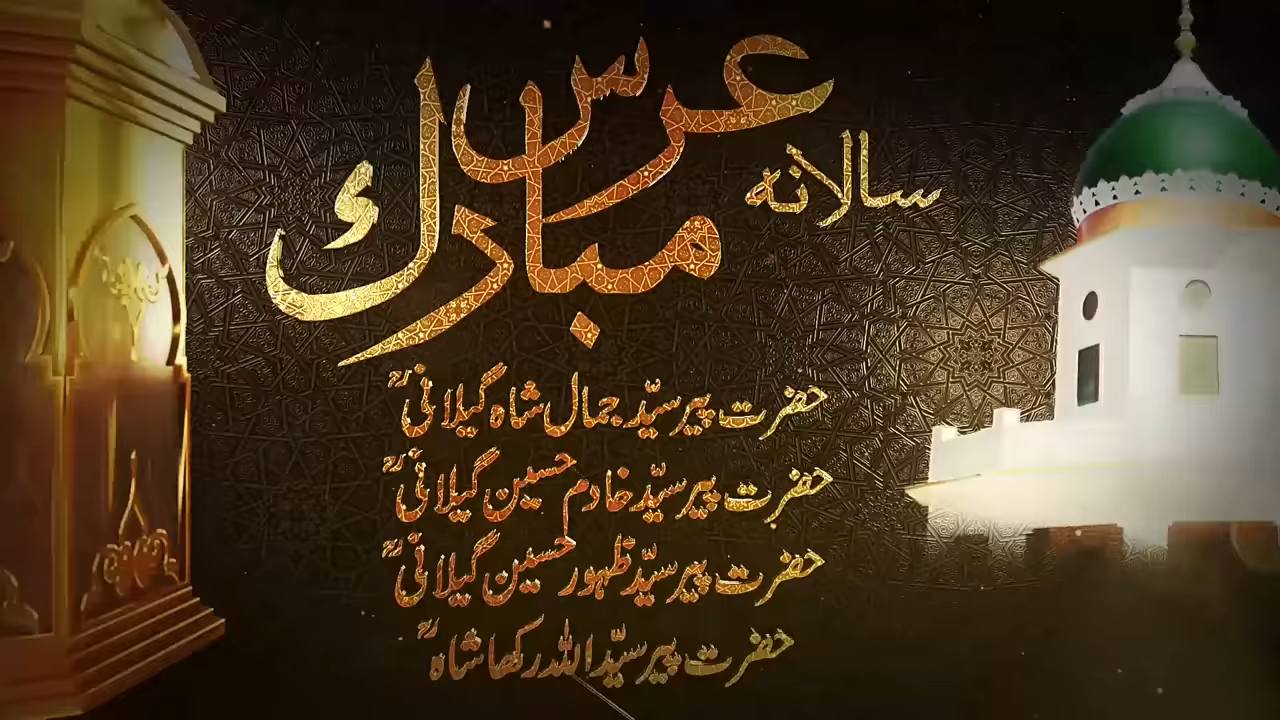 سالانہ
عرس
مبارک
حضرت پیر سیّد جمال شاہ گیلانیؒ
حضرت پیر سیّد خادم حسین گیلانیؒ
حضرت پیر سیّد ظہور حسین گیلانیؒ
حضرت پیر سیّد اللہ رکھا شاہؒ